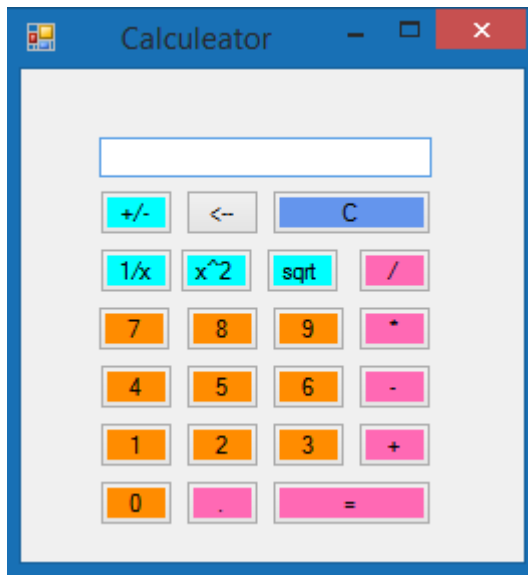 Calculeator
+/- <-- C
1/x x^2 sqrt /
7 8 9 *
4 5 6 -
1 2 3 +
0 . =